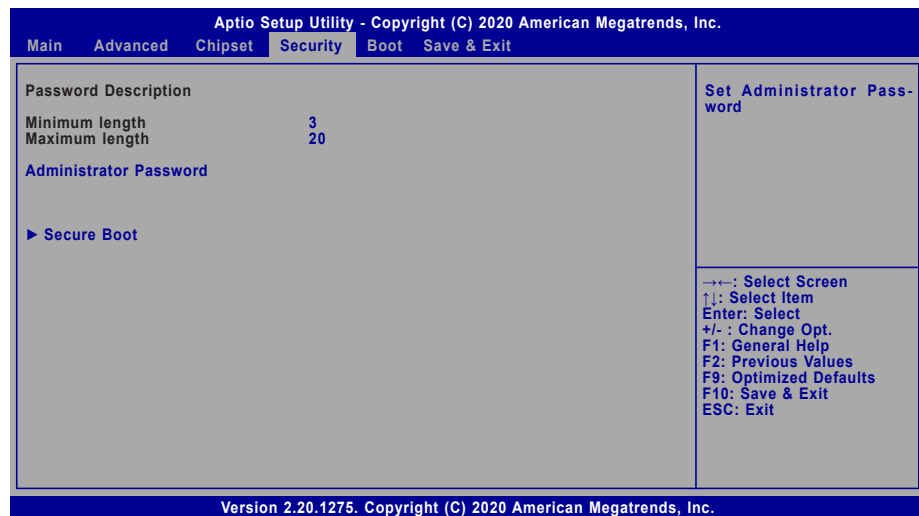 Aptio Setup Utility - Copyright (C) 2020 American Megatrends, Inc.
Main Advanced Chipset Security Boot Save & Exit
Password Description
Minimum length 3
Maximum length 20
Administrator Password
► Secure Boot
Set Administrator Pass-
word
→←: Select Screen
↑↓: Select Item
Enter: Select
+/- : Change Opt.
F1: General Help
F2: Previous Values
F9: Optimized Defaults
F10: Save & Exit
ESC: Exit
Version 2.20.1275. Copyright (C) 2020 American Megatrends, Inc.